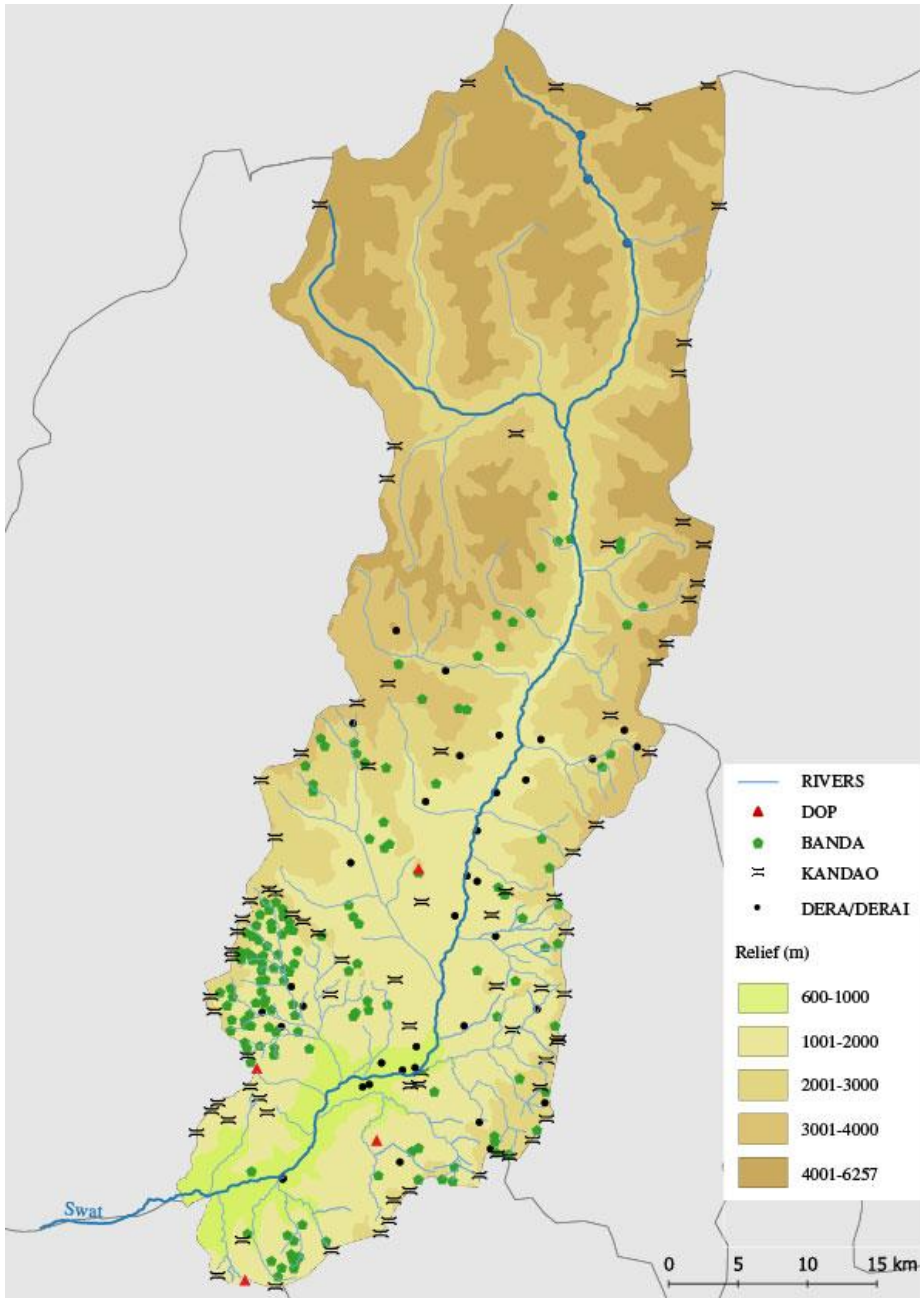 RIVERS
DOP
BANDA
KANDAO
DERA/DERAI
Relief (m)
600-1000
1001-2000
2001-3000
3001-4000
4001-6257
Swat
0 5 10 15 km